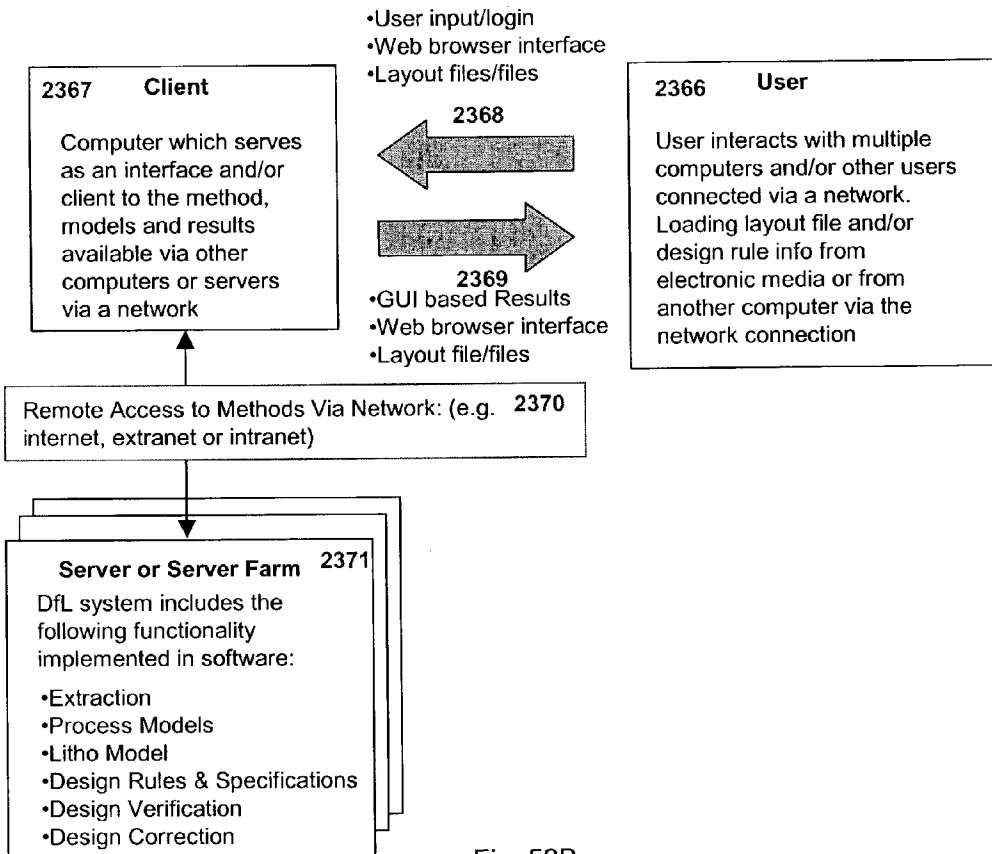 •User input/login
•Web browser interface
•Layout files/files
2367 Client
Computer which serves
as an interface and/or
client to the method,
models and results
available via other
computers or servers
via a network
2368
2369
•GUI based Results
•Web browser interface
•Layout file/files
2366 User
User interacts with multiple
computers and/or other users
connected via a network.
Loading layout file and/or
design rule info from
electronic media or from
another computer via the
network connection
Remote Access to Methods Via Network: (e.g. 2370
internet, extranet or intranet)
Server or Server Farm 2371
DfL system includes the
following functionality
implemented in software:
•Extraction
•Process Models
•Litho Model
•Design Rules & Specifications
•Design Verification
•Design Correction